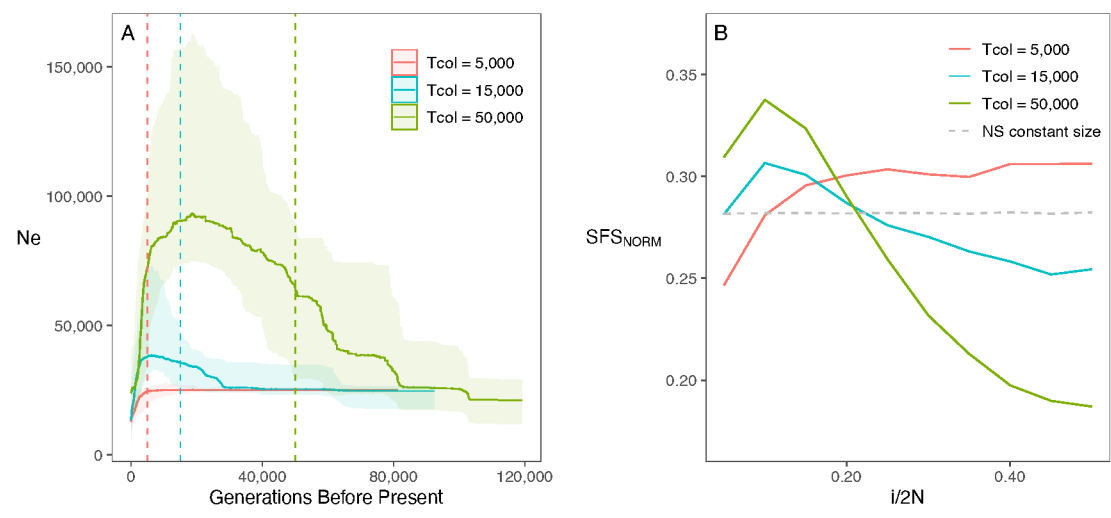 A
Tcol = 5,000
Tcol = 15,000
Tcol = 50,000
150,000
100,000
50,000
0
Ne
0
40,000
80,000
120,000
Generations Before Present
B
Tcol = 5,000
Tcol = 15,000
Tcol = 50,000
NS constant size
0.35
0.30
0.25
0.20
SFSNORM
0.20
0.40
i/2N